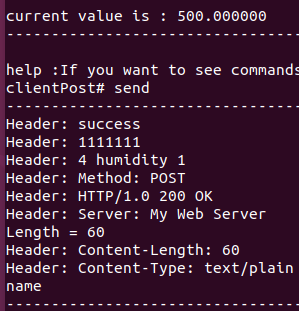 current value is : 500.000000
--------------------------------------
help :If you want to see commands
clientPost# send
--------------------------------------
Header: success
Header: 1111111
Header: 4 humidity 1
Header: Method: POST
Header: HTTP/1.0 200 OK
Header: Server: My Web Server
Length = 60
Header: Content-Length: 60
Header: Content-Type: text/plain
name
--------------------------------------